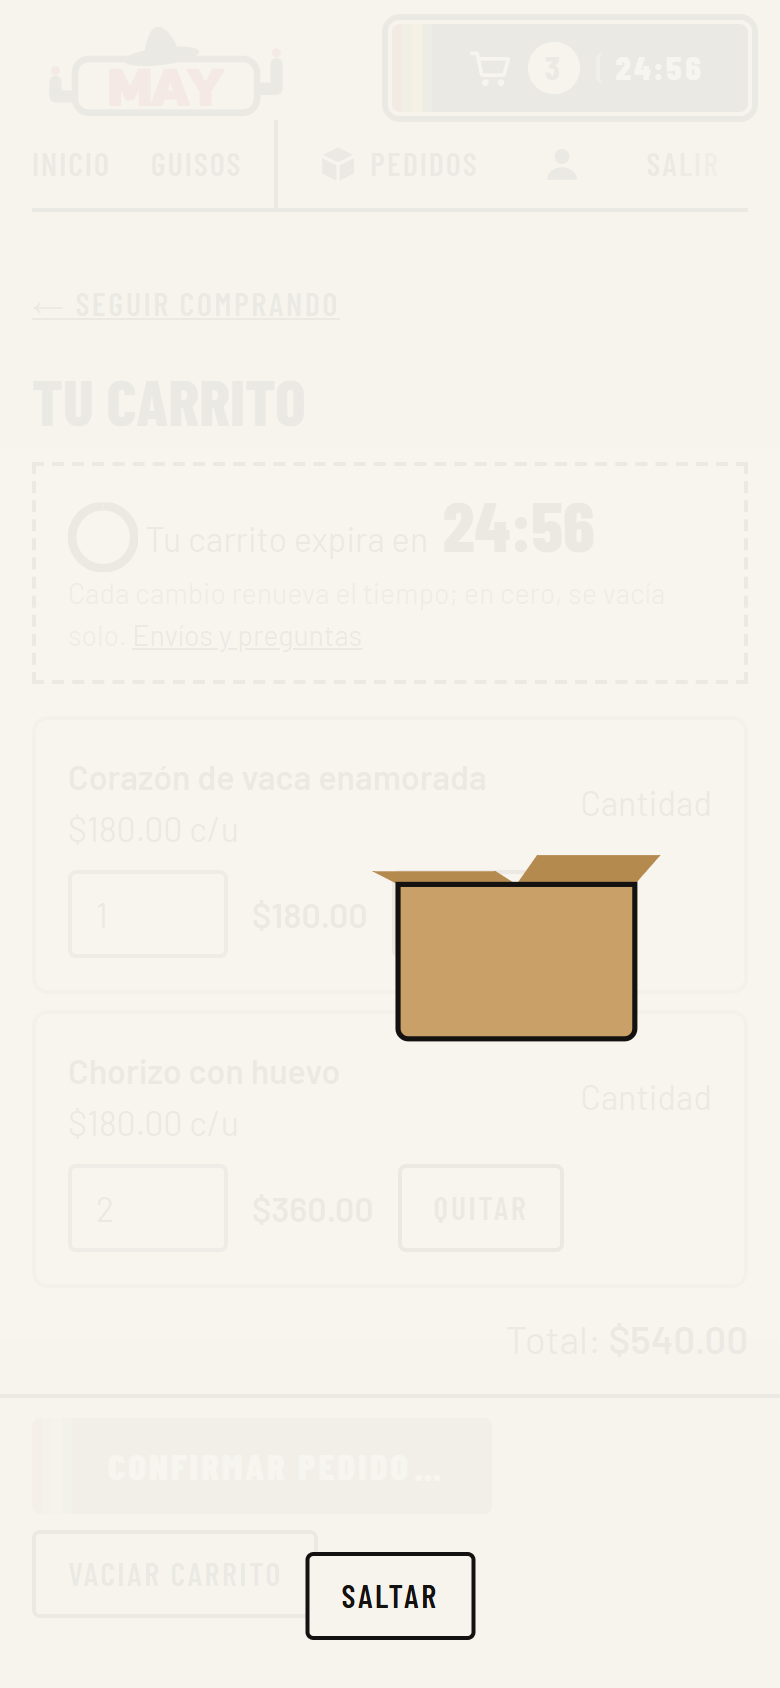 MAY
3
24:56
INICIO GUISOS PEDIDOS SALIR
← SEGUIR COMPRANDO
TU CARRITO
Tu carrito expira en 24:56
Cada cambio renueva el tiempo; en cero, se vacía
solo. Envíos y preguntas
Corazón de vaca enamorada
$180.00 c/u
Cantidad
1 $180.00
Chorizo con huevo
$180.00 c/u
Cantidad
2 $360.00 QUITAR
Total: $540.00
CONFIRMAR PEDIDO…
VACIAR CARRITO
SALTAR